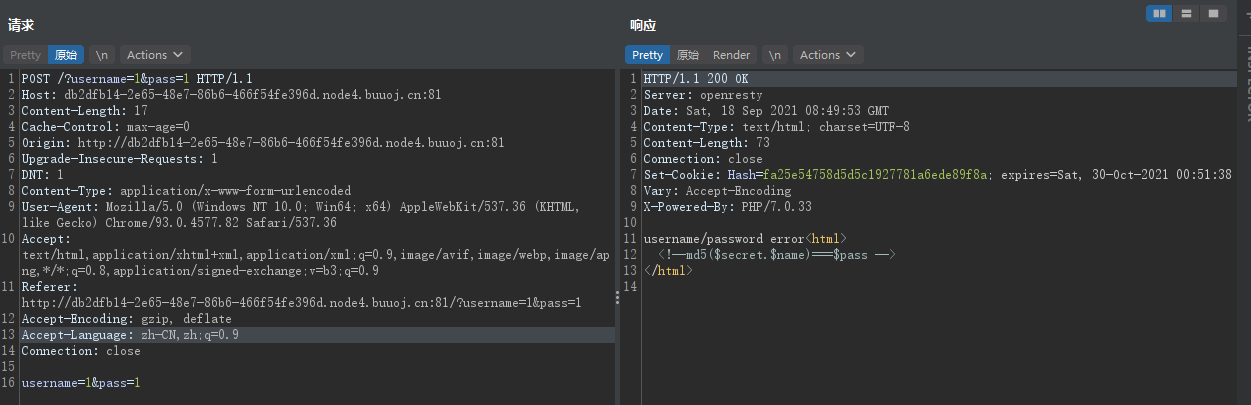 请求
Pretty 原始 \n Actions
1 POST /?username=1&pass=1 HTTP/1.1
2 Host: db2dfb14-2e65-48e7-86b6-466f54fe396d.node4.buuoj.cn:81
3 Content-Length: 17
4 Cache-Control: max-age=0
5 Origin: http://db2dfb14-2e65-48e7-86b6-466f54fe396d.node4.buuoj.cn:81
6 Upgrade-Insecure-Requests: 1
7 DNT: 1
8 Content-Type: application/x-www-form-urlencoded
9 User-Agent: Mozilla/5.0 (Windows NT 10.0; Win64; x64) AppleWebKit/537.36 (KHTML,
like Gecko) Chrome/93.0.4577.82 Safari/537.36
10 Accept:
text/html,application/xhtml+xml,application/xml;q=0.9,image/avif,image/webp,image/ap
ng,*/*;q=0.8,application/signed-exchange;v=b3;q=0.9
11 Referer:
http://db2dfb14-2e65-48e7-86b6-466f54fe396d.node4.buuoj.cn:81/?username=1&pass=1
12 Accept-Encoding: gzip, deflate
13 Accept-Language: zh-CN,zh;q=0.9
14 Connection: close
15
16 username=1&pass=1
响应
Pretty 原始 Render \n Actions
1 HTTP/1.1 200 OK
2 Server: openresty
3 Date: Sat, 18 Sep 2021 08:49:53 GMT
4 Content-Type: text/html; charset=UTF-8
5 Content-Length: 73
6 Connection: close
7 Set-Cookie: Hash=fa25e54758d5d5c1927781a6ede89f8a; expires=Sat, 30-Oct-2021 00:51:38
8 Vary: Accept-Encoding
9 X-Powered-By: PHP/7.0.33
10
11 username/password error<html>
12 <!--md5($secret.$name)===$pass -->
13 </html>
14